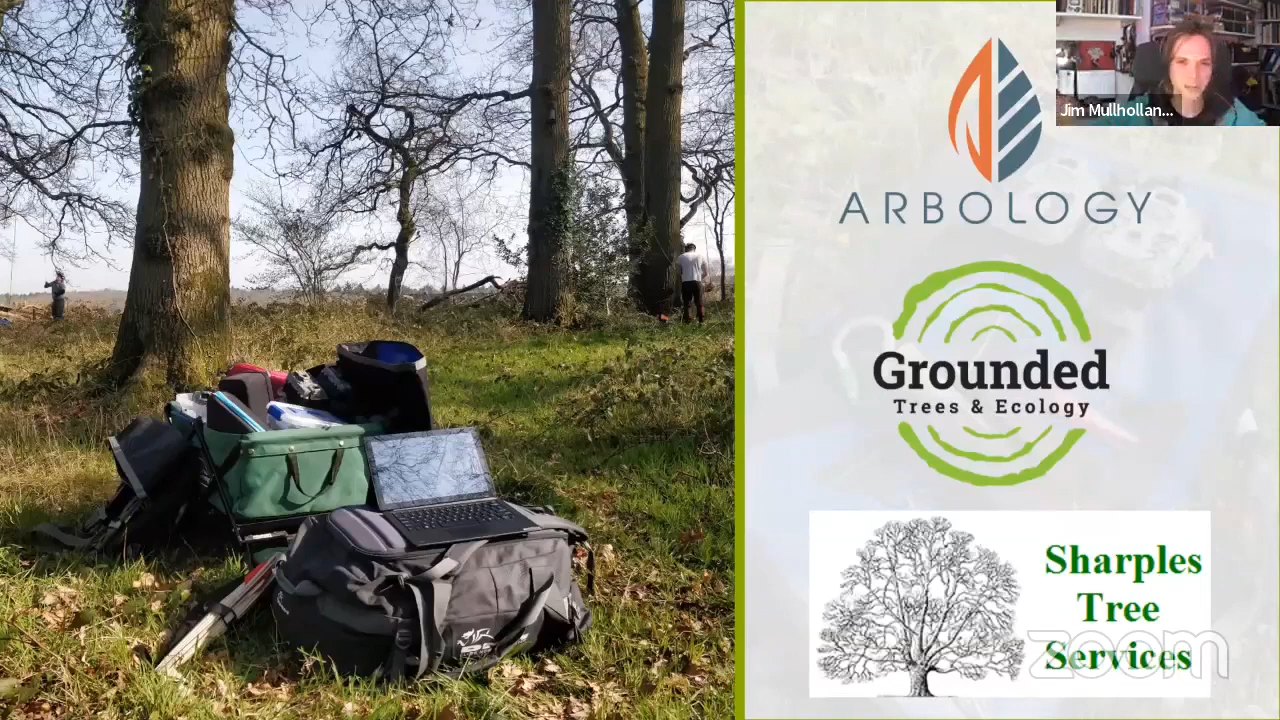 Jim Mullhollan...
ARBOLOGY
Grounded
Trees & Ecology
Sharples
Tree
Services
zoom